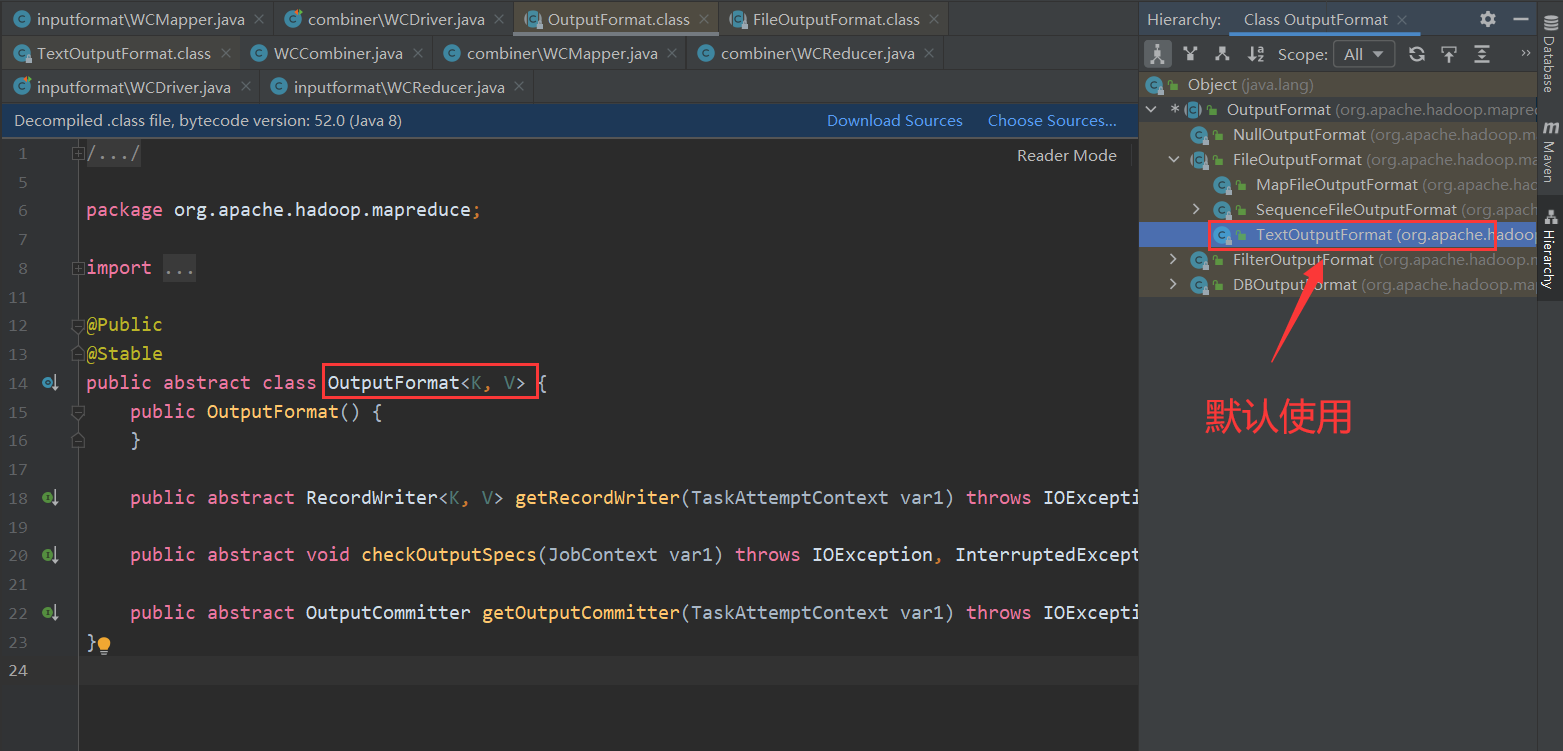 inputformat\WCMapper.java
combiner\WCDriver.java
OutputFormat.class
FileOutputFormat.class
TextOutputFormat.class
WCCombiner.java
combiner\WCMapper.java
combiner\WCReducer.java
inputformat\WCDriver.java
inputformat\WCReducer.java
Decompiled .class file, bytecode version: 52.0 (Java 8)
Download Sources
Choose Sources...
Reader Mode
1 /.../
5
6 package org.apache.hadoop.mapreduce;
7
8 import ...
11
12 @Public
13 @Stable
14 public abstract class OutputFormat<K, V> {
15 public OutputFormat() {
16 }
17
18 public abstract RecordWriter<K, V> getRecordWriter(TaskAttemptContext var1) throws IOExcepti
19
20 public abstract void checkOutputSpecs(JobContext var1) throws IOException, InterruptedExcept
21
22 public abstract OutputCommitter getOutputCommitter(TaskAttemptContext var1) throws IOExcepti
23 }
24
Hierarchy: Class OutputFormat
Scope: All
Object (java.lang)
* OutputFormat (org.apache.hadoop.mapred
NullOutputFormat (org.apache.hadoop.m
FileOutputFormat (org.apache.hadoop.ma
MapFileOutputFormat (org.apache.had
SequenceFileOutputFormat (org.apach
TextOutputFormat (org.apache.hadoop
FilterOutputFormat (org.apache.hadoop.m
DBOutputFormat (org.apache.hadoop.map
默认使用
Database
m Maven
Hierarchy